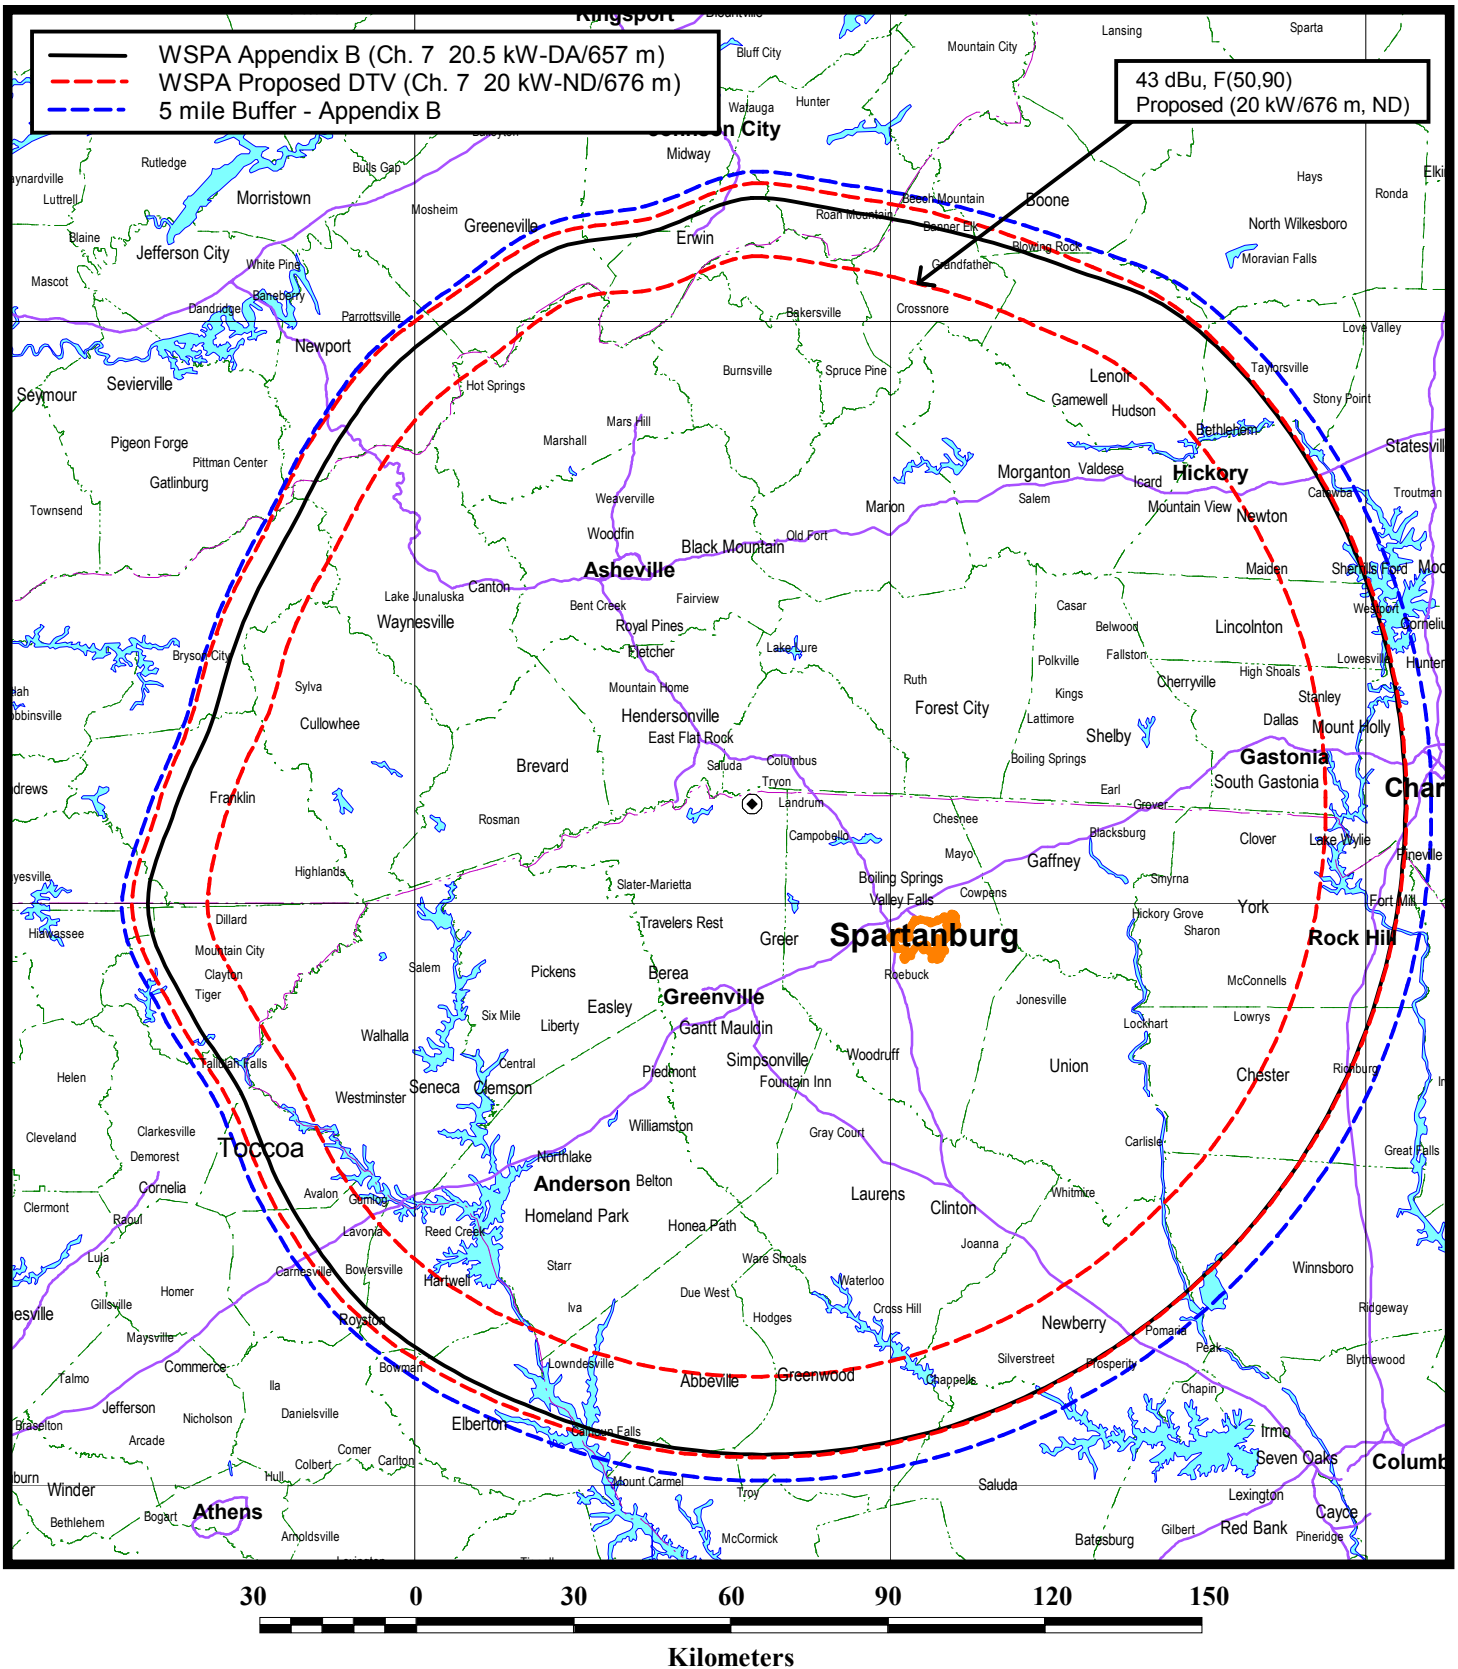 Kingsport
Blountville
Lansing
Sparta
Mountain City
Bluff City
WSPA Appendix B (Ch. 7 20.5 kW-DA/657 m)
WSPA Proposed DTV (Ch. 7 20 kW-ND/676 m)
5 mile Buffer - Appendix B
43 dBu, F(50,90)
Proposed (20 kW/676 m, ND)
Watauga
Hunter
Johnson City
Midway
Rutledge
Bulls Gap
Morristown
Luttrell
Mosheim
Greeneville
Blaine
Jefferson City
White Pine
Mascot
Baneberry
Dandridge
Parrottsville
Newport
Erwin
Roan Mountain
Beech Mountain
Banner Elk
Boone
Blowing Rock
Grandfather
Hays
Ronda
North Wilkesboro
Moravian Falls
Bakersville
Crossnore
Love Valley
Seymour
Sevierville
Hot Springs
Burnsville
Spruce Pine
Lenoir
Gamewell
Hudson
Taylorsville
Stony Point
Pigeon Forge
Pittman Center
Gatlinburg
Marshall
Mars Hill
Bethlehem
Statesvill
Townsend
Weaverville
Woodfin
Marion
Morganton
Valdese
Salem
Icard
Hickory
Mountain View
Newton
Catawba
Troutman
Black Mountain
Old Fort
Asheville
Canton
Lake Junaluska
Waynesville
Bent Creek
Fairview
Royal Pines
Fletcher
Lake Lure
Maiden
Sherrills Ford
Moo
Casar
Westport
Corneliu
Belwood
Lincolnton
Bryson City
Polkville
Fallston
Lowesville
Hunter
Sylva
Cullowhee
Mountain Home
Hendersonville
East Flat Rock
Ruth
Forest City
Kings
Lattimore
Cherryville
High Shoals
Stanley
Dallas
Mount Holly
Shelby
Boiling Springs
Gastonia
South Gastonia
Char
obbinsville
drews
Franklin
Brevard
Rosman
Saluda
Columbus
Tryon
Landrum
Campobello
Chesnee
Mayo
Earl
Grover
Blacksburg
Clover
Lake Wylie
Pineville
Gaffney
Highlands
Slater-Marietta
Boiling Springs
Valley Falls
Cowpens
Smyrna
Hickory Grove
Sharon
York
Fort Mill
Rock Hill
Hiawassee
Dillard
Mountain City
Clayton
Tiger
Travelers Rest
Greer
Spartanburg
Roebuck
Salem
Pickens
Berea
Greenville
Easley
Six Mile
Liberty
Gantt Mauldin
Jonesville
McConnells
Lowrys
Lockhart
Walhalla
Central
Simpsonville
Woodruff
Fountain Inn
Piedmont
Union
Chester
Richburg
Tallulah Falls
Helen
Seneca
Clemson
Westminster
Cleveland
Clarkesville
Demorest
Toccoa
Williamston
Gray Court
Carlisle
Great Falls
Northlake
Anderson
Belton
Homeland Park
Cornelia
Avalon
Gumlog
Clermont
Raoul
Laurens
Clinton
Whitmire
Lavonia
Reed Creek
Honea Path
Joanna
Lula
Carnesville
Bowersville
Hartwell
Starr
Ware Shoals
Waterloo
Winnsboro
Homer
Gillsville
Iva
Due West
Cross Hill
Hodges
Newberry
Ridgeway
Royston
Maysville
Commerce
Bowman
Lowndesville
Abbeville
Greenwood
Silverstreet
Chappells
Prosperity
Pomaria
Peak
Blythewood
Chapin
Talmo
Ila
Jefferson
Nicholson
Danielsville
Braselton
Arcade
Elberton
Calhoun Falls
Irmo
Seven Oaks
Columb
Comer
Colbert
Carlton
Hull
Winder
Mount Carmel
Troy
Saluda
Lexington
Cayce
Athens
Bogart
Bethlehem
Arnoldsville
McCormick
Batesburg
Gilbert
Red Bank
Pineridge
30 0 30 60 90 120 150
Kilometers